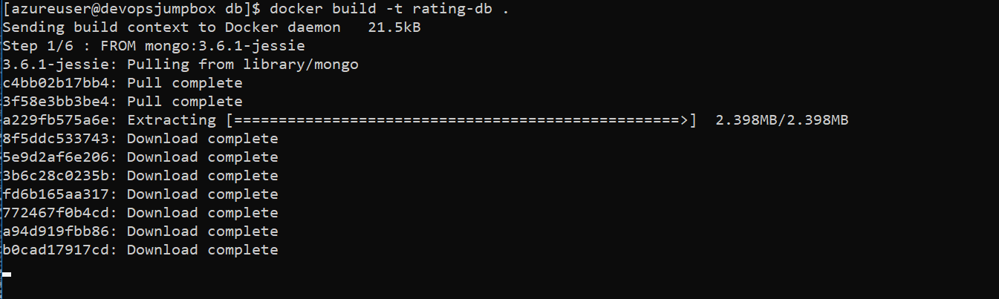 [azureuser@devopsjumpbox db]$ docker build -t rating-db .
Sending build context to Docker daemon   21.5kB
Step 1/6 : FROM mongo:3.6.1-jessie
3.6.1-jessie: Pulling from library/mongo
c4bb02b17bb4: Pull complete
3f58e3bb3be4: Pull complete
a229fb575a6e: Extracting [==================================================>]  2.398MB/2.398MB
8f5ddc533743: Download complete
5e9d2af6e206: Download complete
3b6c28c0235b: Download complete
fd6b165aa317: Download complete
772467f0b4cd: Download complete
a94d919fbb86: Download complete
b0cad17917cd: Download complete